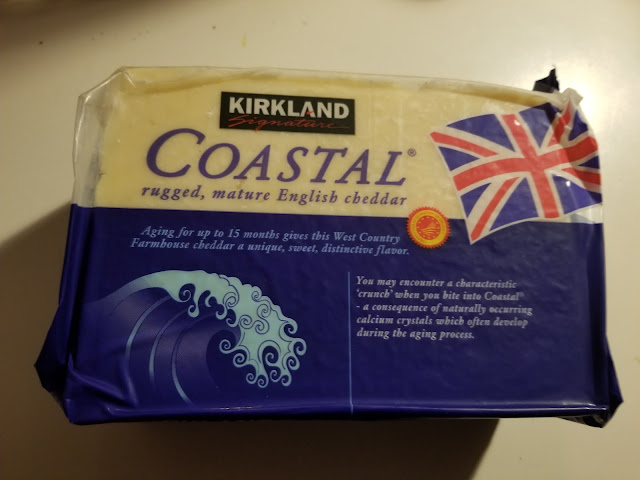 KIRKLAND
Signature
COASTAL®
rugged, mature English cheddar
Aging for up to 15 months gives this West Country
Farmhouse cheddar a unique, sweet, distinctive flavor.
You may encounter a characteristic
'crunch' when you bite into Coastal®
- a consequence of naturally occurring
calcium crystals which often develop
during the aging process.